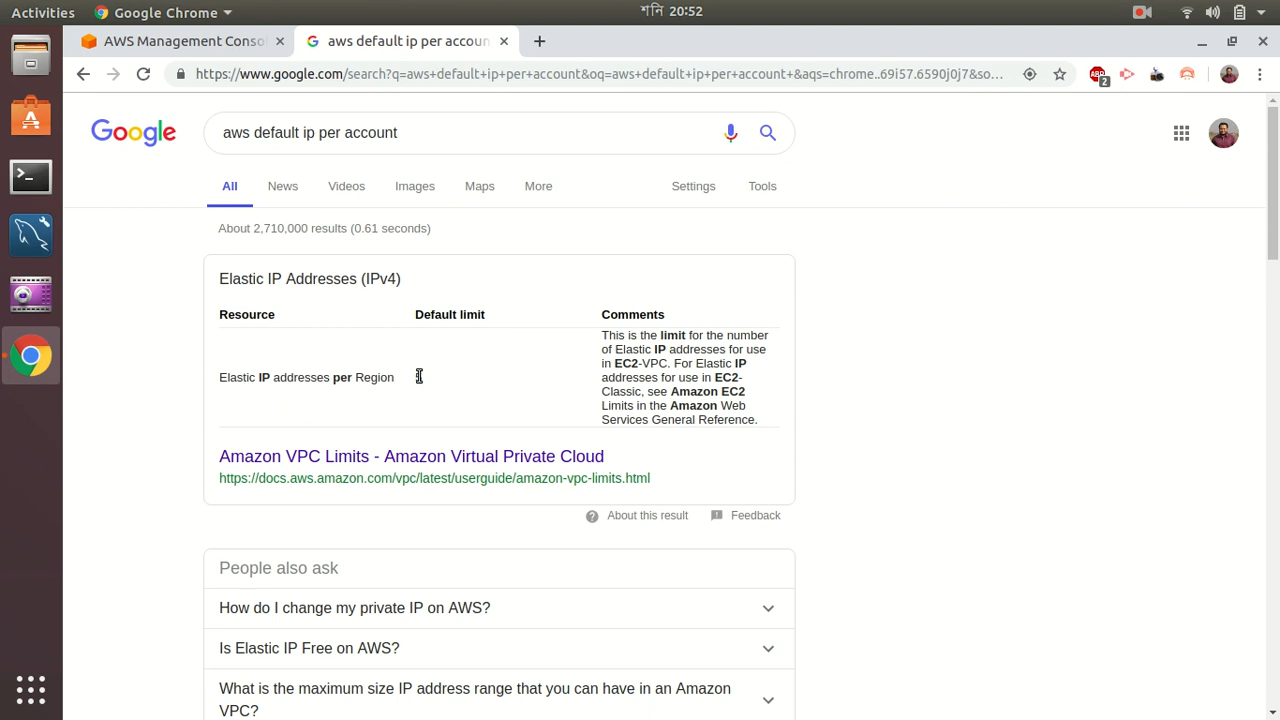 Activities Google Chrome শনি 20:52
AWS Management Conso aws default ip per accoun
https://www.google.com/search?q=aws+default+ip+per+account&oq=aws+default+ip+per+account+&aqs=chrome..69i57.6590j0j7&so...
ABP 2
Google aws default ip per account
All News Videos Images Maps More Settings Tools
About 2,710,000 results (0.61 seconds)
Elastic IP Addresses (IPv4)
Resource Default limit Comments
Elastic IP addresses per Region
This is the limit for the number
of Elastic IP addresses for use
in EC2-VPC. For Elastic IP
addresses for use in EC2-
Classic, see Amazon EC2
Limits in the Amazon Web
Services General Reference.
Amazon VPC Limits - Amazon Virtual Private Cloud
https://docs.aws.amazon.com/vpc/latest/userguide/amazon-vpc-limits.html
About this result Feedback
People also ask
How do I change my private IP on AWS?
Is Elastic IP Free on AWS?
What is the maximum size IP address range that you can have in an Amazon
VPC?